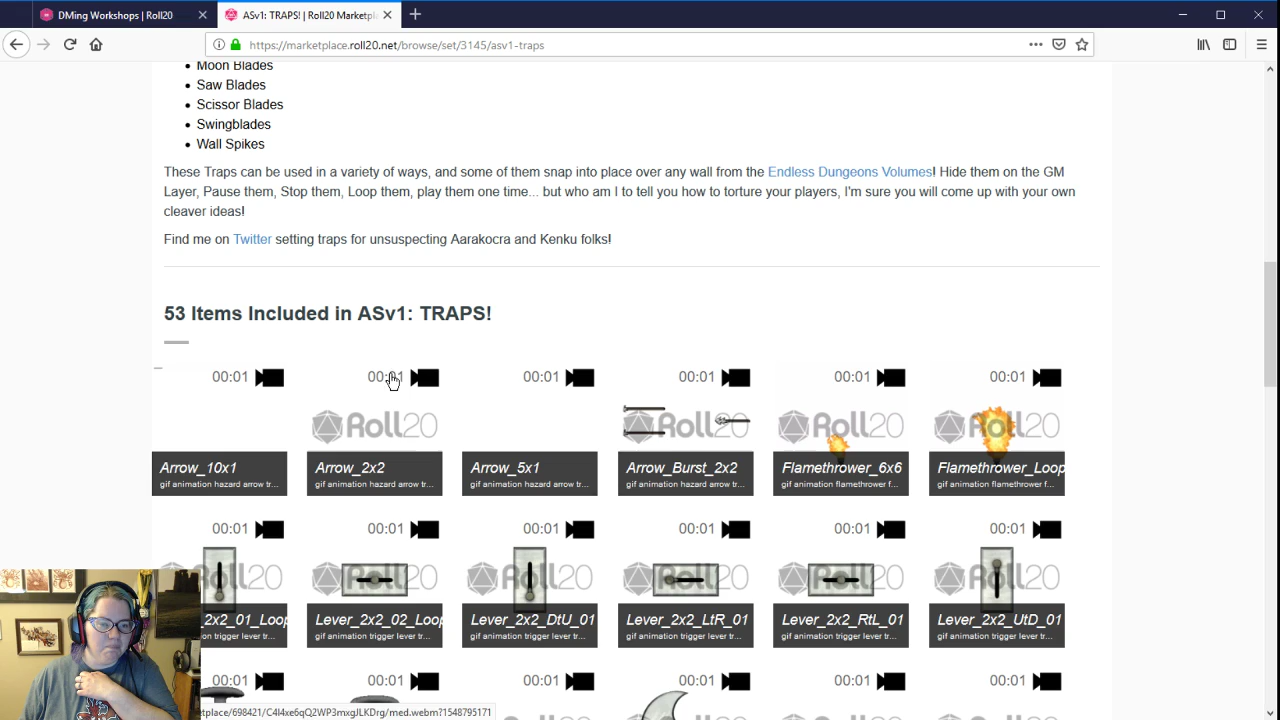 DMing Workshops | Roll20
ASv1: TRAPS! | Roll20 Marketpla
https://marketplace.roll20.net/browse/set/3145/asv1-traps
• Moon Blades
• Saw Blades
• Scissor Blades
• Swingblades
• Wall Spikes
These Traps can be used in a variety of ways, and some of them snap into place over any wall from the Endless Dungeons Volumes! Hide them on the GM
Layer, Pause them, Stop them, Loop them, play them one time... but who am I to tell you how to torture your players, I'm sure you will come up with your own
cleaver ideas!
Find me on Twitter setting traps for unsuspecting Aarakocra and Kenku folks!
53 Items Included in ASv1: TRAPS!
00:01 00:01 00:01 00:01 00:01 00:01
Roll20 Roll20 Roll20 Roll20
Arrow_10x1 Arrow_2x2 Arrow_5x1 Arrow_Burst_2x2 Flamethrower_6x6 Flamethrower_Loop
gif animation hazard arrow tr... gif animation hazard arrow tr... gif animation hazard arrow tr... gif animation hazard arrow tr... gif animation flamethrower f... gif animation flamethrower f...
00:01 00:01 00:01 00:01 00:01 00:01
Roll20 Roll20 Roll20 Roll20 Roll20
2x2_01_Loop Lever_2x2_02_Loop Lever_2x2_DtU_01 Lever_2x2_LtR_01 Lever_2x2_RtL_01 Lever_2x2_UtD_01
gif animation trigger lever tr... gif animation trigger lever tr... gif animation trigger lever tr... gif animation trigger lever tr... gif animation trigger lever tr...
00:01 00:01 00:01 00:01 00:01 00:01
etplace/698421/C4I4xe6qQ2WP3mxgJLKDrg/med.webm?1548795171